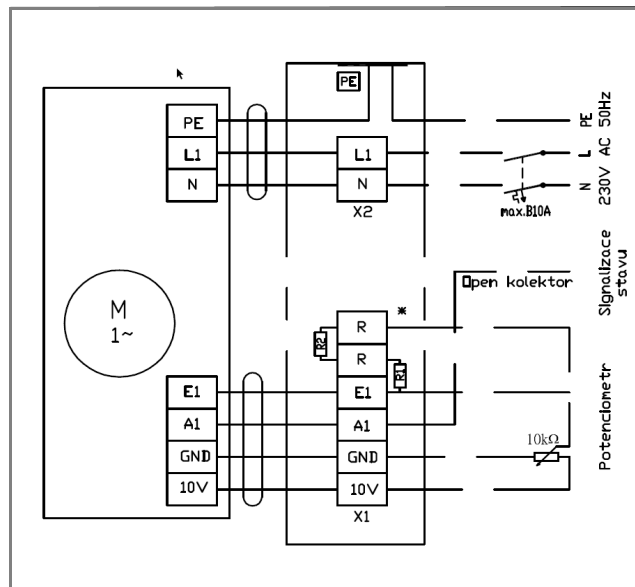 PE
PE
L1
N
L1
N
X2
max.B10A
PE
L
N
230V AC 50Hz
M
1~
Open kolektor
Signalizace
stavu
R
*
R2
R
R1
E1
E1
A1
A1
GND
GND
10kΩ
10V
10V
X1
Potenciometr